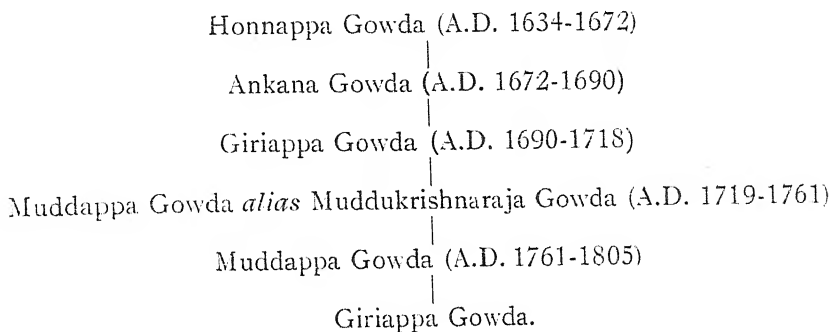 Honnappa Gowda (A.D. 1634-1672)
Ankana Gowda (A.D. 1672-1690)
Giriappa Gowda (A.D. 1690-1718)
Muddappa Gowda alias Muddukrishnaraja Gowda (A.D. 1719-1761)
Muddappa Gowda (A.D. 1761-1805)
Giriappa Gowda.